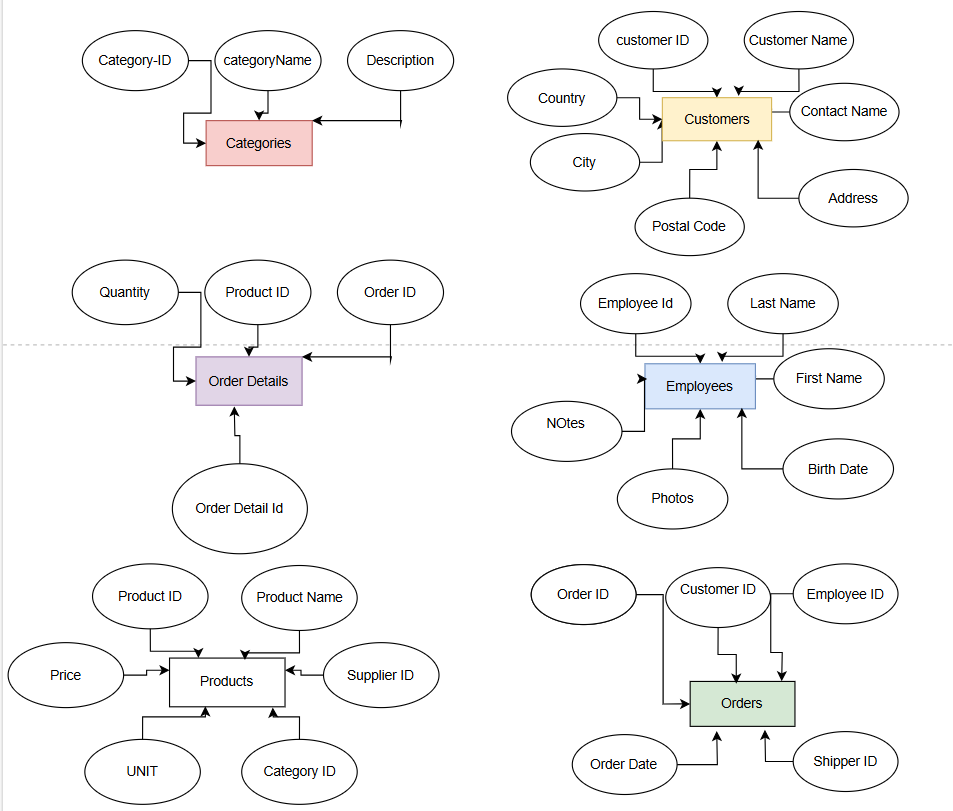 Category-ID
categoryName
Description
Categories
customer ID
Customer Name
Country
Customers
Contact Name
City
Address
Postal Code
Quantity
Product ID
Order ID
Order Details
Order Detail Id
Employee Id
Last Name
Employees
First Name
NOtes
Birth Date
Photos
Product ID
Product Name
Price
Products
Supplier ID
UNIT
Category ID
Order ID
Customer ID
Employee ID
Orders
Order Date
Shipper ID